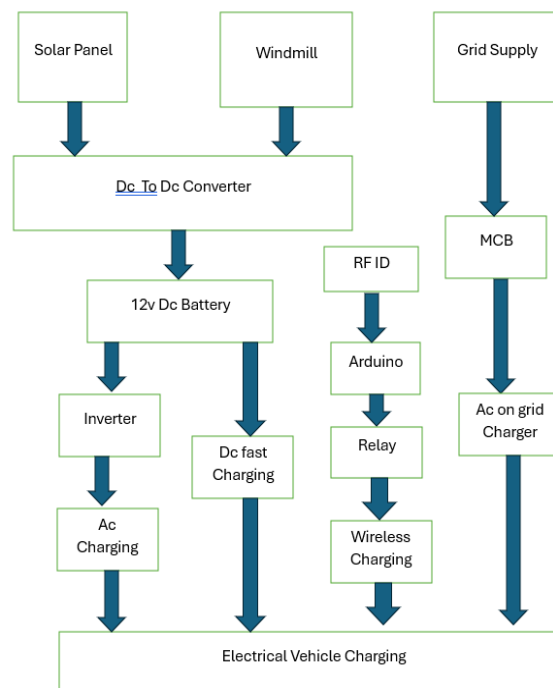 Solar Panel
Windmill
Grid Supply
Dc To Dc Converter
MCB
RF ID
12v Dc Battery
Arduino
Inverter
Ac on grid
Charger
Dc fast
Charging
Relay
Ac
Charging
Wireless
Charging
Electrical Vehicle Charging